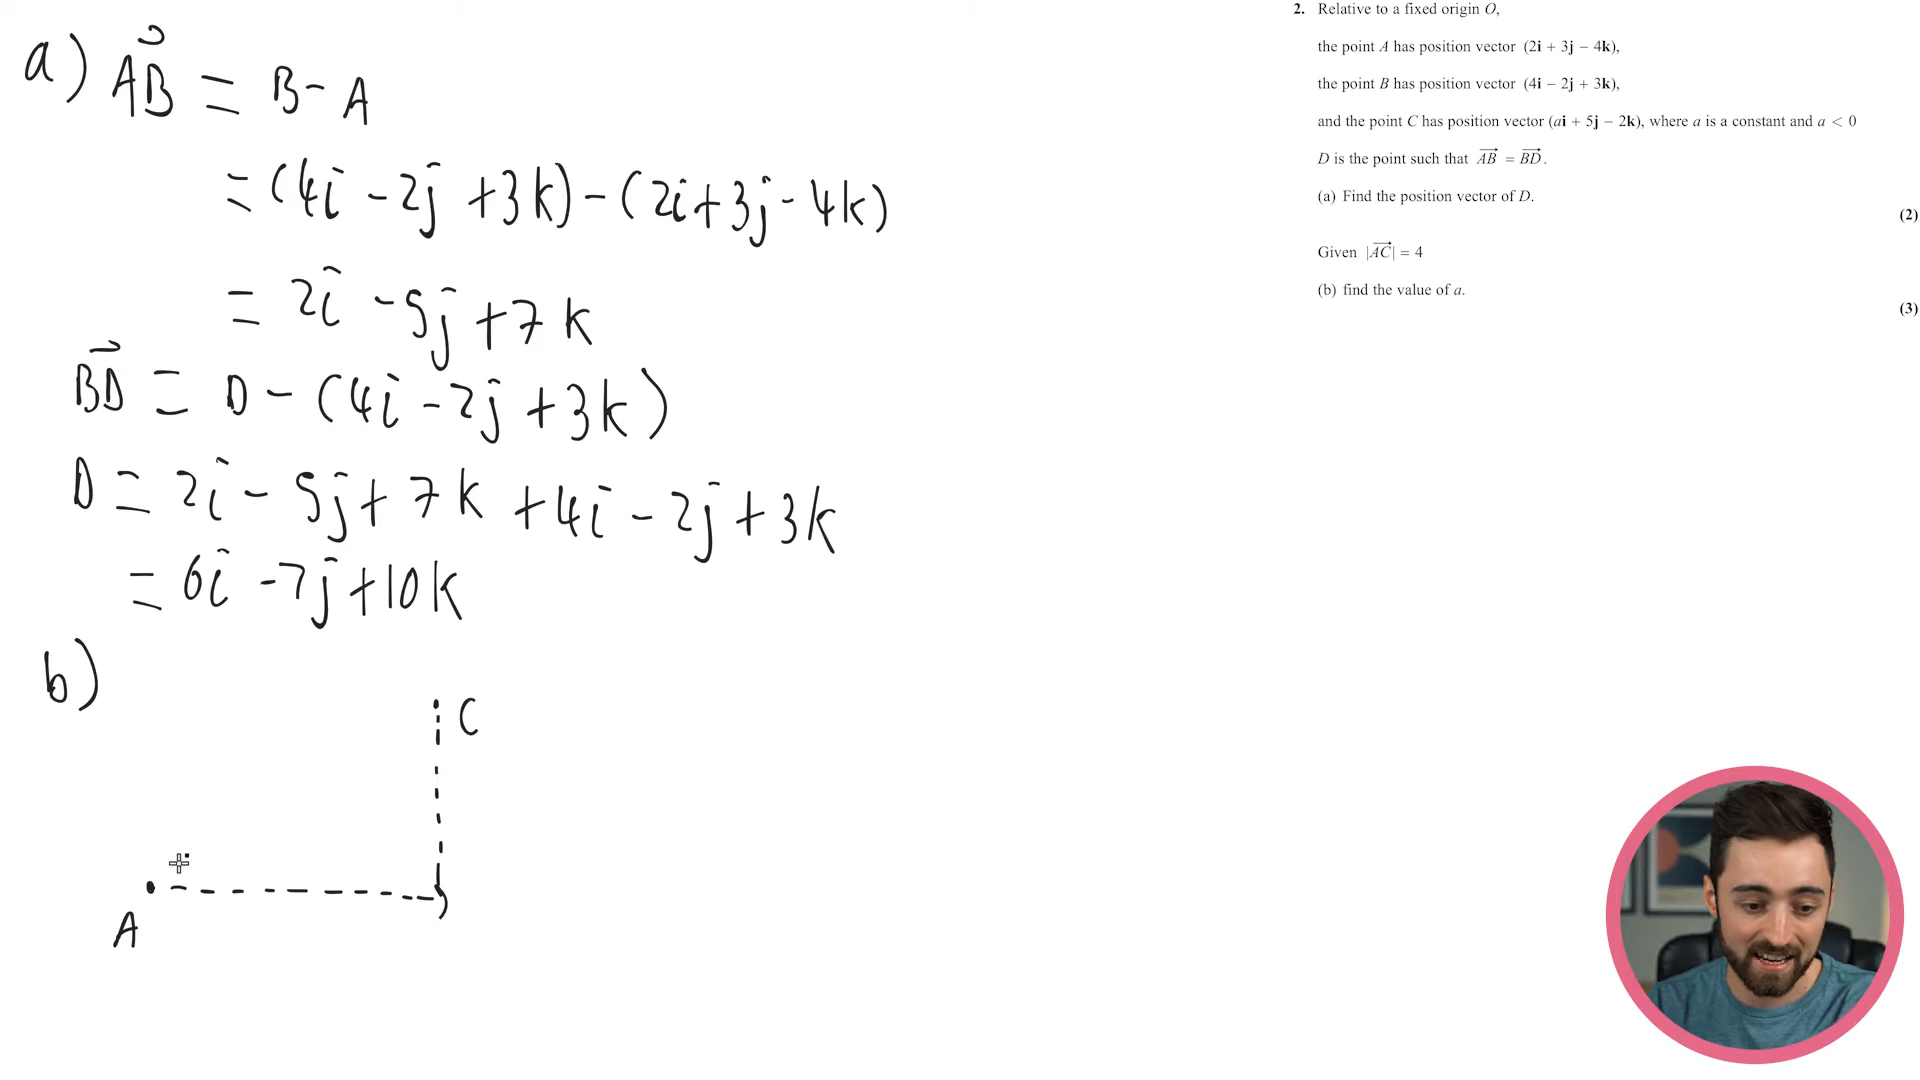 a) AB = B - A
= (4i - 2j + 3k) - (2i + 3j - 4k)
= 2i - 5j + 7k
BD = D - (4i - 2j + 3k)
D = 2i - 5j + 7k + 4i - 2j + 3k
= 6i - 7j + 10k
b)
C
A
2. Relative to a fixed origin O,
the point A has position vector (2i + 3j − 4k),
the point B has position vector (4i − 2j + 3k),
and the point C has position vector (ai + 5j − 2k), where a is a constant and a < 0
D is the point such that AB = BD.
(a) Find the position vector of D.
(2)
Given |AC| = 4
(b) find the value of a.
(3)